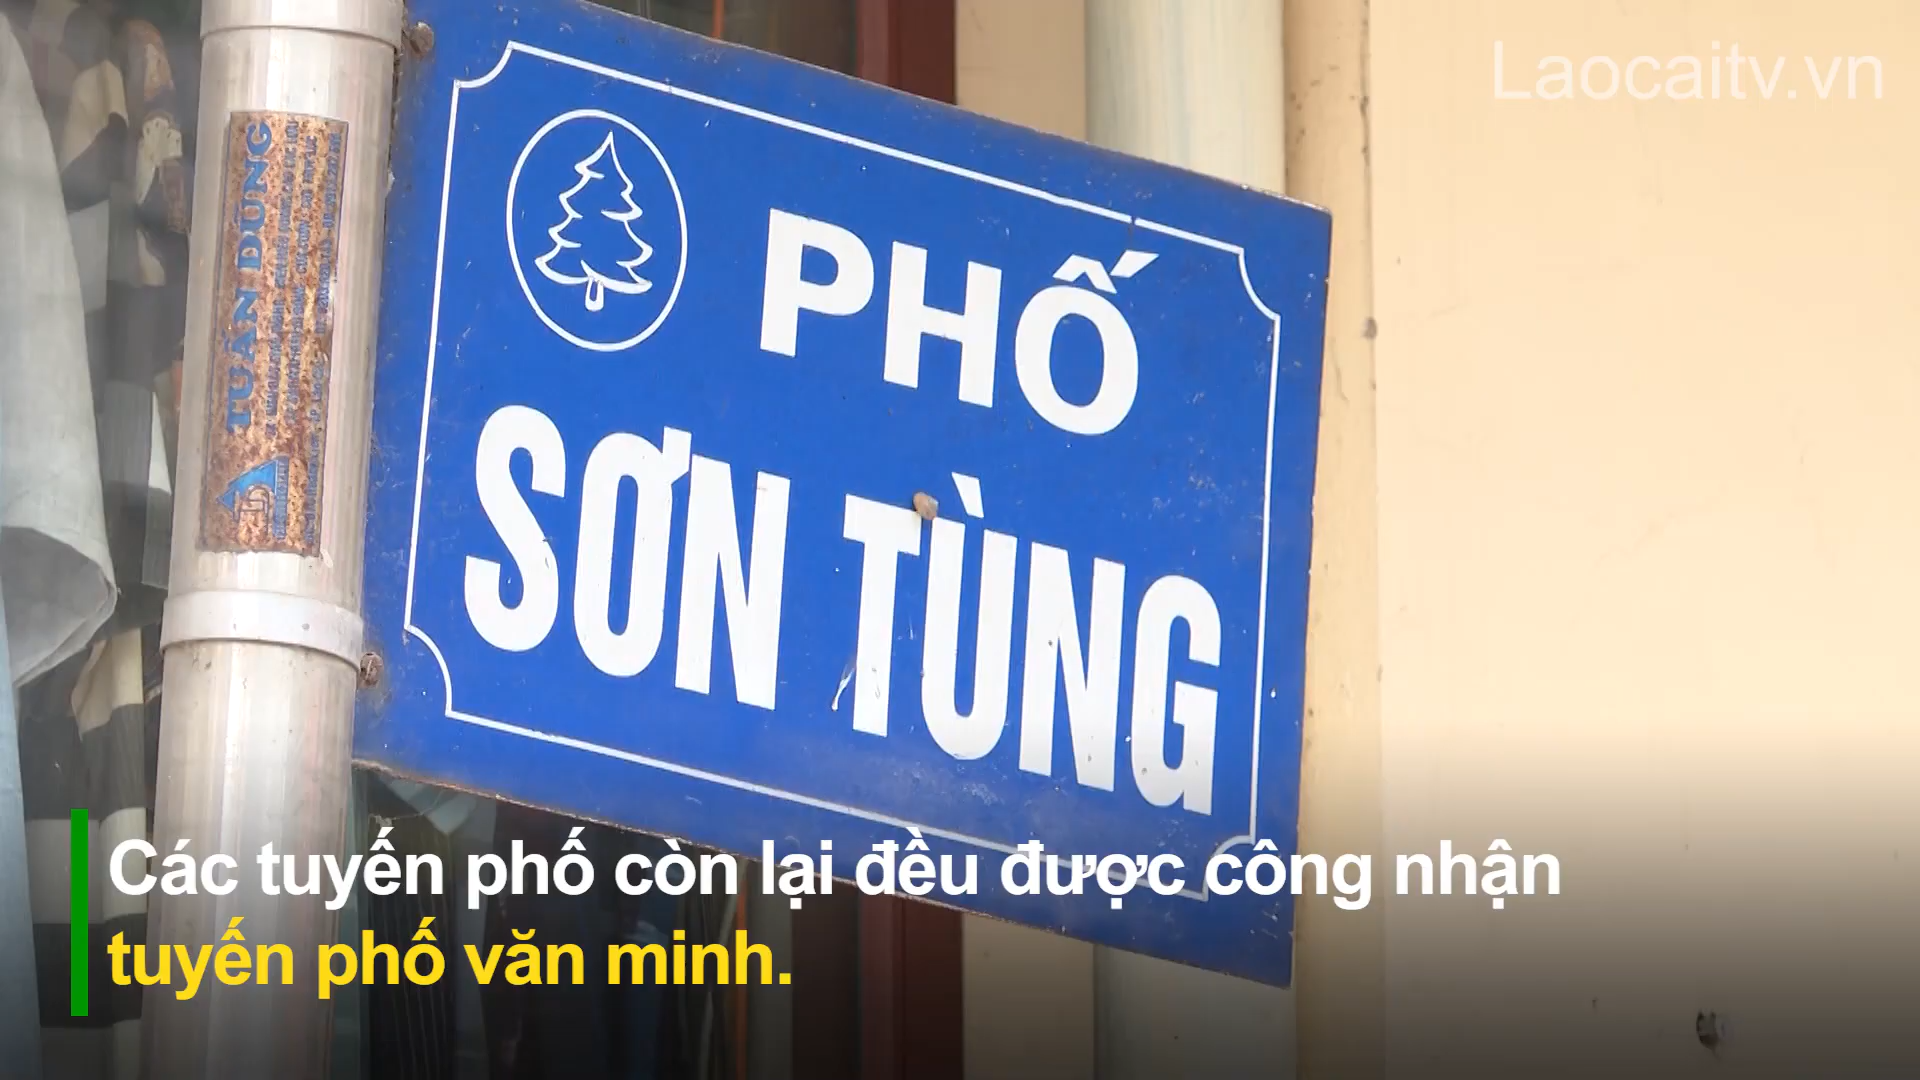 Laocaitv.vn
PHỐ
SƠN TÙNG
TUẤN DŨNG
Các tuyến phố còn lại đều được công nhận
tuyến phố văn minh.